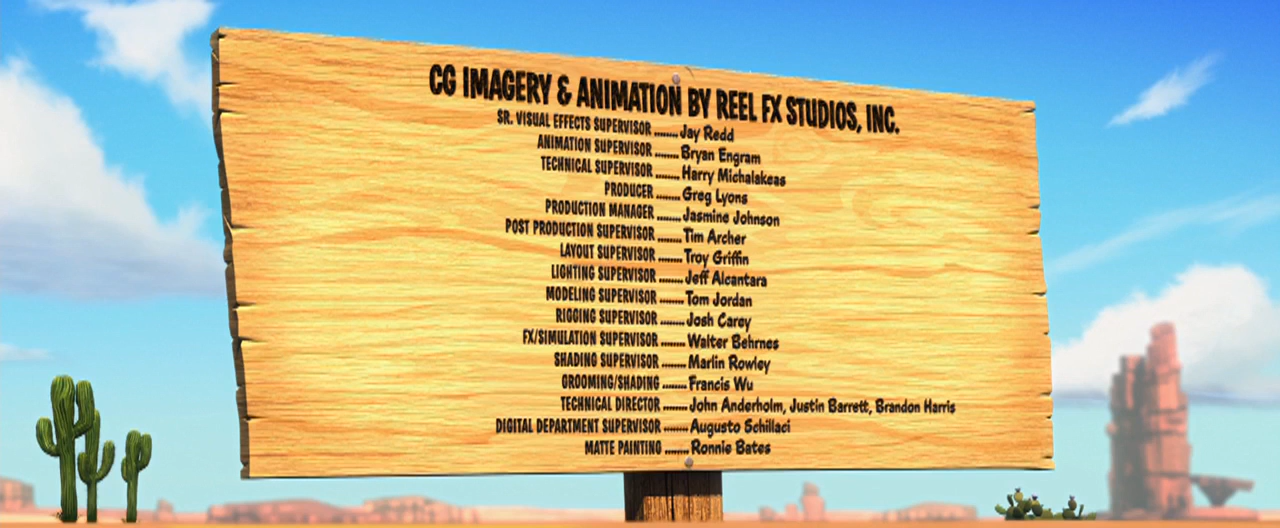 CG IMAGERY & ANIMATION BY REEL FX STUDIOS, INC.
SR. VISUAL EFFECTS SUPERVISOR ........ Jay Redd
ANIMATION SUPERVISOR ........ Bryan Engram
TECHNICAL SUPERVISOR ........ Harry Michalakeas
PRODUCER ........ Greg Lyons
PRODUCTION MANAGER ........ Jasmine Johnson
POST PRODUCTION SUPERVISOR ........ Tim Archer
LAYOUT SUPERVISOR ........ Troy Griffin
LIGHTING SUPERVISOR ........ Jeff Alcantara
MODELING SUPERVISOR ........ Tom Jordan
RIGGING SUPERVISOR ........ Josh Carey
FX/SIMULATION SUPERVISOR ........ Walter Behrnes
SHADING SUPERVISOR ........ Marlin Rowley
GROOMING/SHADING ........ Francis Wu
TECHNICAL DIRECTOR ........ John Anderholm, Justin Barrett, Brandon Harris
DIGITAL DEPARTMENT SUPERVISOR ........ Augusto Schillaci
MATTE PAINTING ........ Ronnie Bates